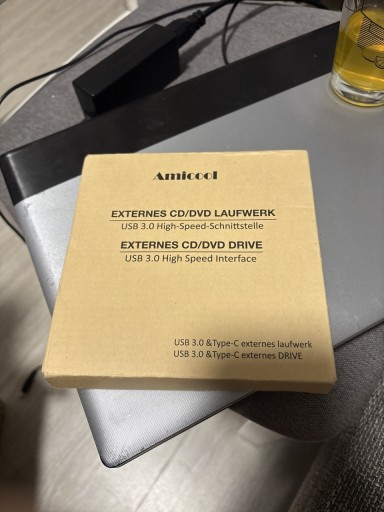 Amicool
EXTERNES CD/DVD LAUFWERK
USB 3.0 High-Speed-Schnittstelle
EXTERNES CD/DVD DRIVE
USB 3.0 High Speed Interface
USB 3.0 &Type-C externes laufwerk
USB 3.0 &Type-C externes DRIVE